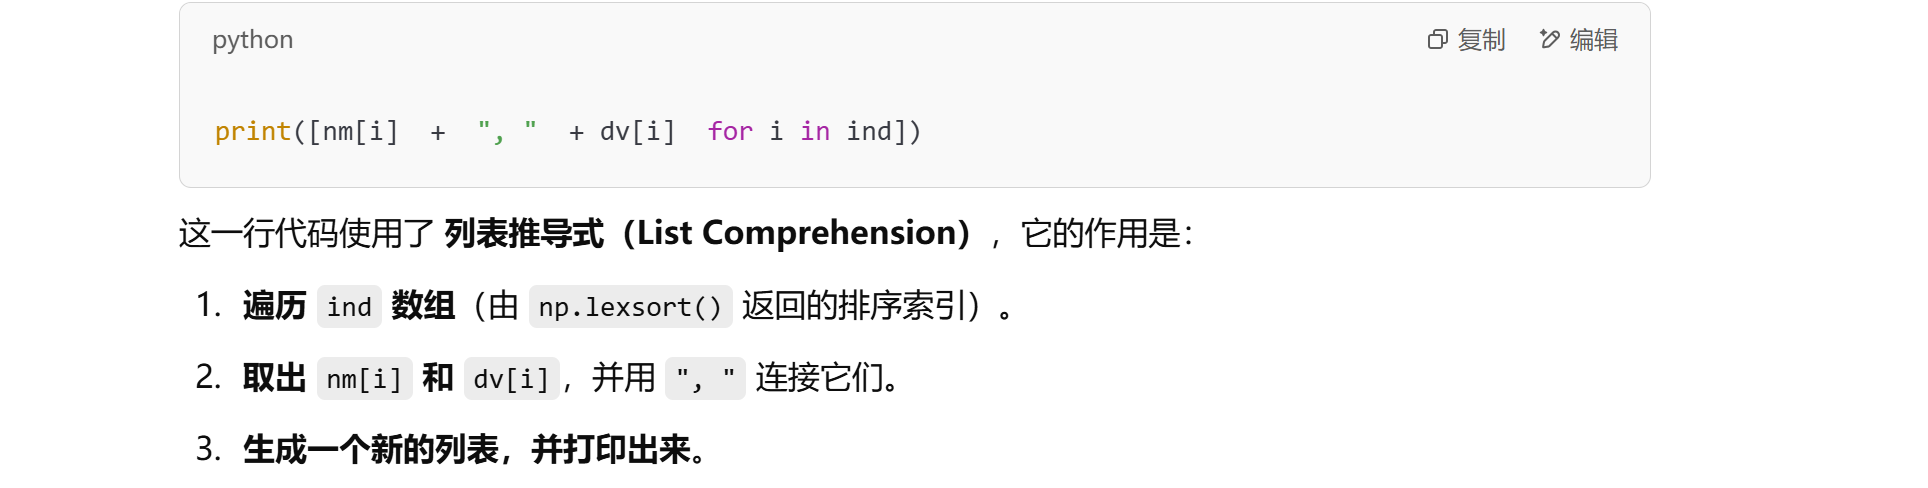 python
复制 编辑
print([nm[i]  +  ", "  + dv[i]  for i in ind])
这一行代码使用了 列表推导式（List Comprehension），它的作用是：
1. 遍历 ind 数组（由 np.lexsort() 返回的排序索引）。
2. 取出 nm[i] 和 dv[i]，并用 ", " 连接它们。
3. 生成一个新的列表，并打印出来。